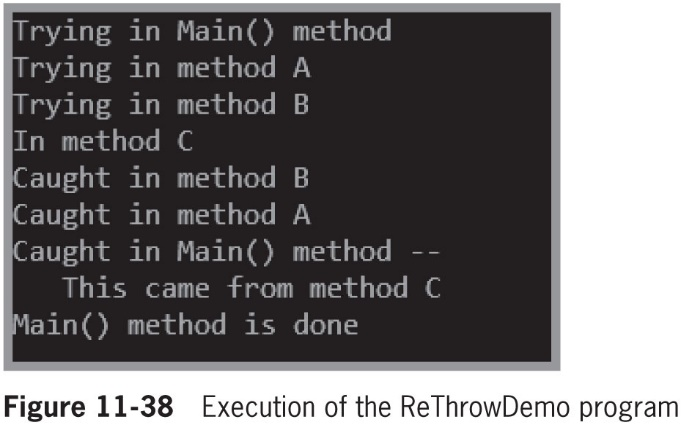 Trying in Main() method
Trying in method A
Trying in method B
In method C
Caught in method B
Caught in method A
Caught in Main() method --
   This came from method C
Main() method is done
Figure 11-38 Execution of the ReThrowDemo program